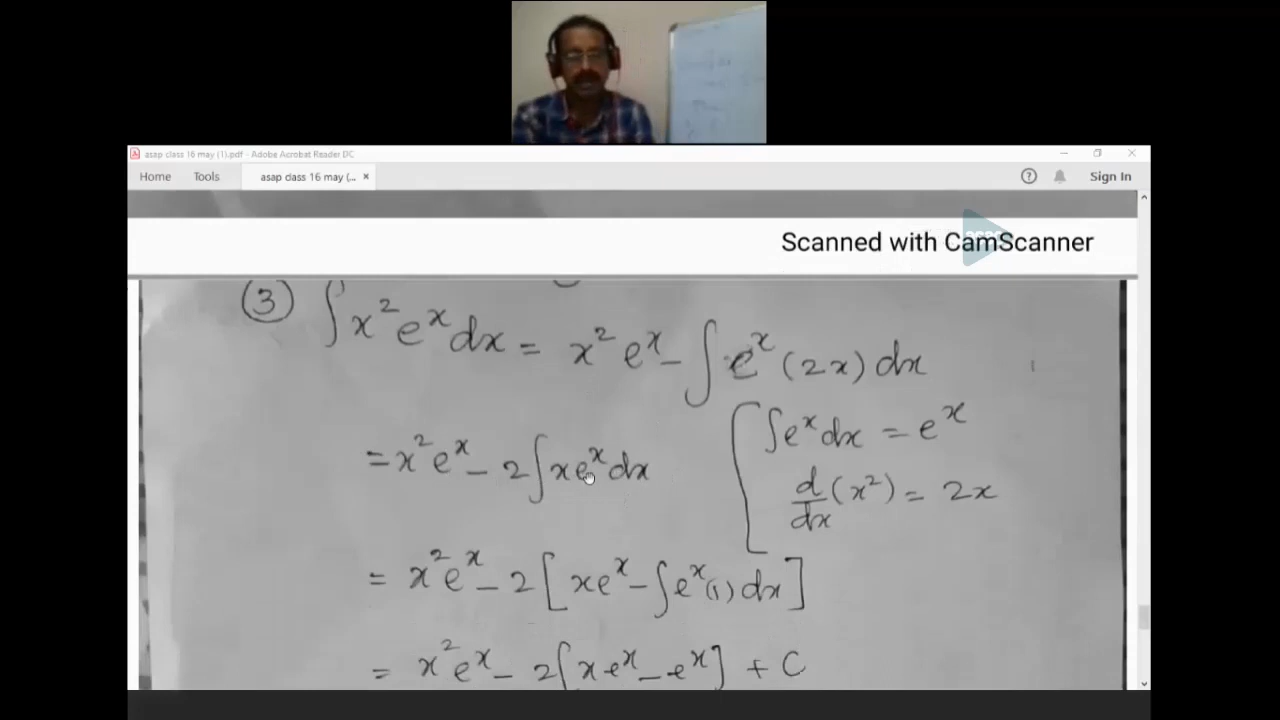 asap class 16 may (1).pdf - Adobe Acrobat Reader DC
Home Tools asap class 16 may (... × ? Sign In
Scanned with CamScanner
③ ∫x²eˣdx = x²eˣ - ∫eˣ(2x)dx
= x²eˣ - 2∫xeˣdx
[∫eˣdx = eˣ
d/dx (x²) = 2x
= x²eˣ - 2[xeˣ - ∫eˣ(1)dx]
= x²eˣ - 2[xeˣ - eˣ] + C